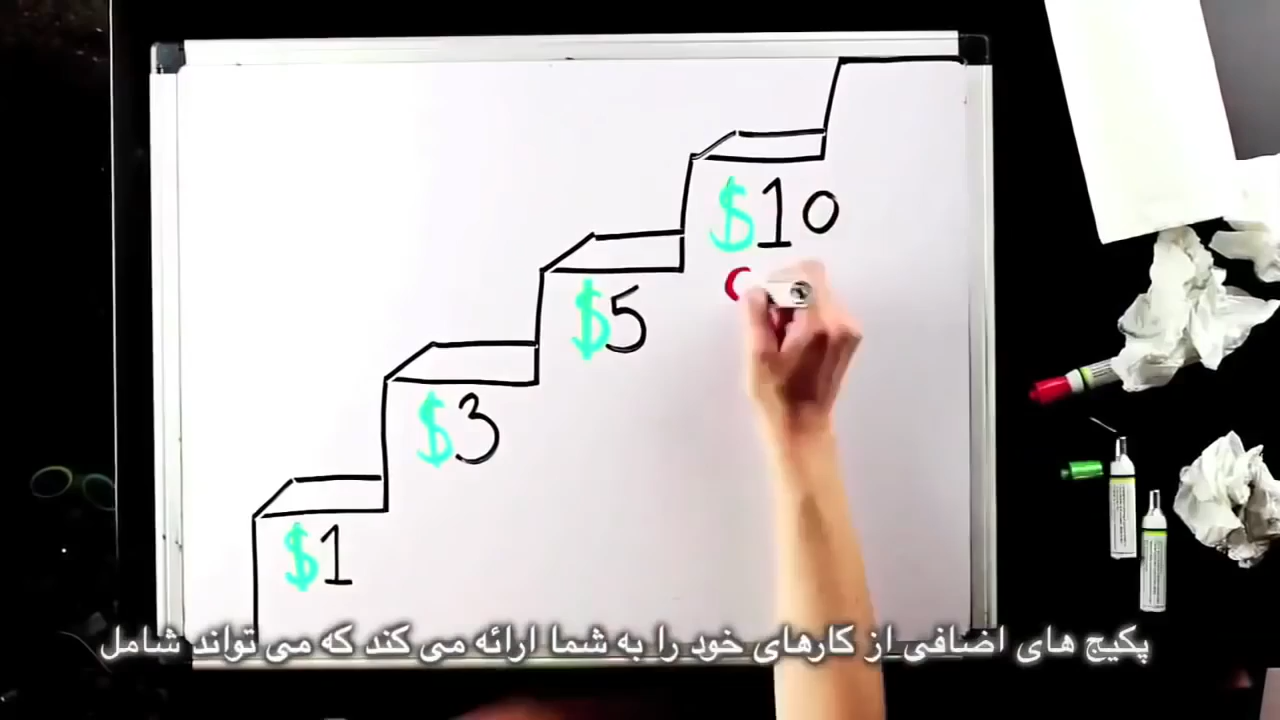 $10
$5
$3
$1
پکیج های اضافی از کارهای خود را به شما ارائه می کند که می تواند شامل